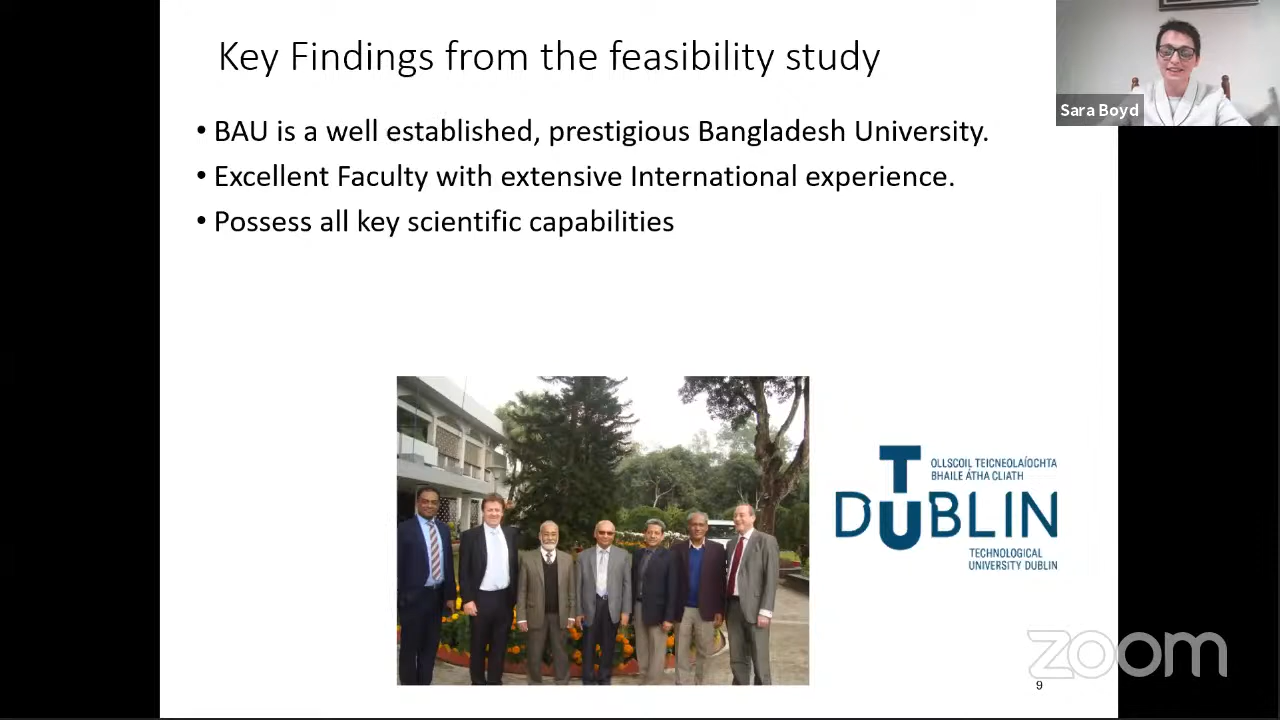 Key Findings from the feasibility study
Sara Boyd
• BAU is a well established, prestigious Bangladesh University.
• Excellent Faculty with extensive International experience.
• Possess all key scientific capabilities
T
OLLSCOIL TEICNEOLAÍOCHTA
BHAILE ÁTHA CLIATH
DUBLIN
TECHNOLOGICAL
UNIVERSITY DUBLIN
zoom
9